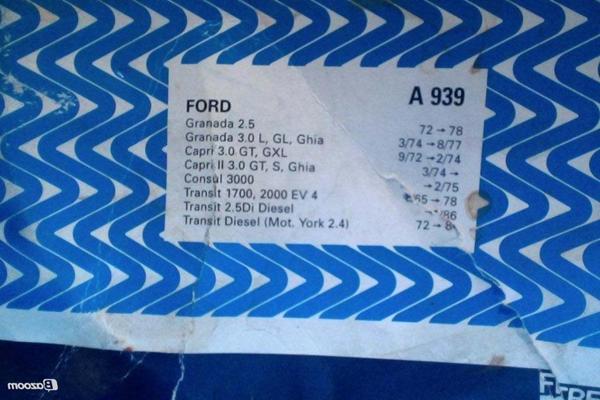 A 939
FORD
Granada 2.5 72 → 78
Granada 3.0 L, GL, Ghia 3/74 → 8/77
Capri 3.0 GT, GXL 9/72 → 2/74
Capri II 3.0 GT, S, Ghia 3/74 →
Consul 3000 → 2/75
Transit 1700, 2000 EV 4 → 78
Transit 2.5Di Diesel
Transit Diesel (Mot. York 2.4) 72 →
Bazoom